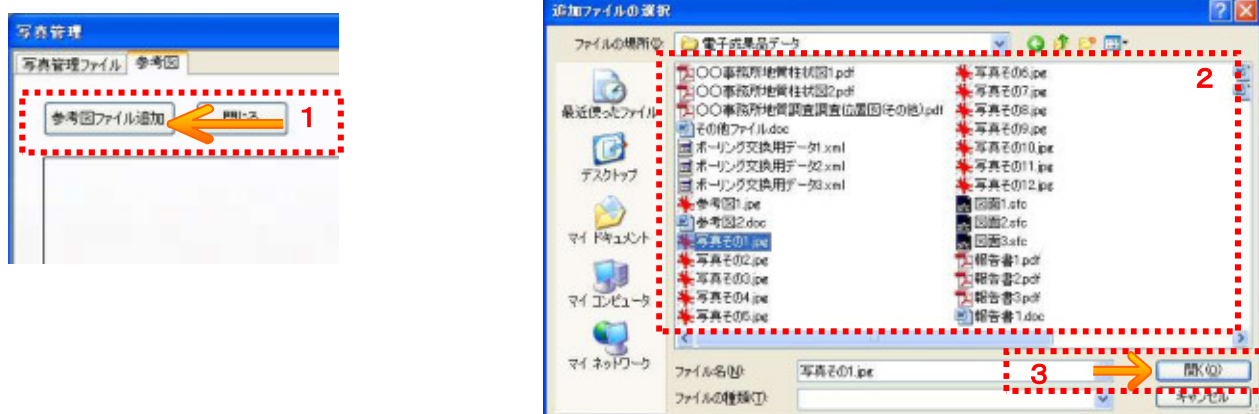 写真管理
写真管理ファイル 参考図
参考図ファイル追加 閉じる 1
追加ファイルの選択
ファイルの場所(I): 電子成果品データ
最近使ったファイル
デスクトップ
マイ ドキュメント
マイ コンピュータ
マイ ネットワーク
〇〇事務所地質柱状図1.pdf
〇〇事務所地質柱状図2.pdf
〇〇事務所地質調査調査位置図(その他).pdf
その他ファイル.doc
ボーリング交換用データ1.xml
ボーリング交換用データ2.xml
ボーリング交換用データ3.xml
参考図1.jpg
参考図2.doc
写真その1.jpg
写真その2.jpg
写真その3.jpg
写真その4.jpg
写真その5.jpg
写真その6.jpg
写真その7.jpg
写真その8.jpg
写真その9.jpg
写真その10.jpg
写真その11.jpg
写真その12.jpg
図面1.sfc
図面2.sfc
図面3.sfc
報告書1.pdf
報告書2.pdf
報告書3.pdf
報告書1.doc
2
ファイル名(N): 写真その1.jpg 3 開く(O)
ファイルの種類(T): キャンセル